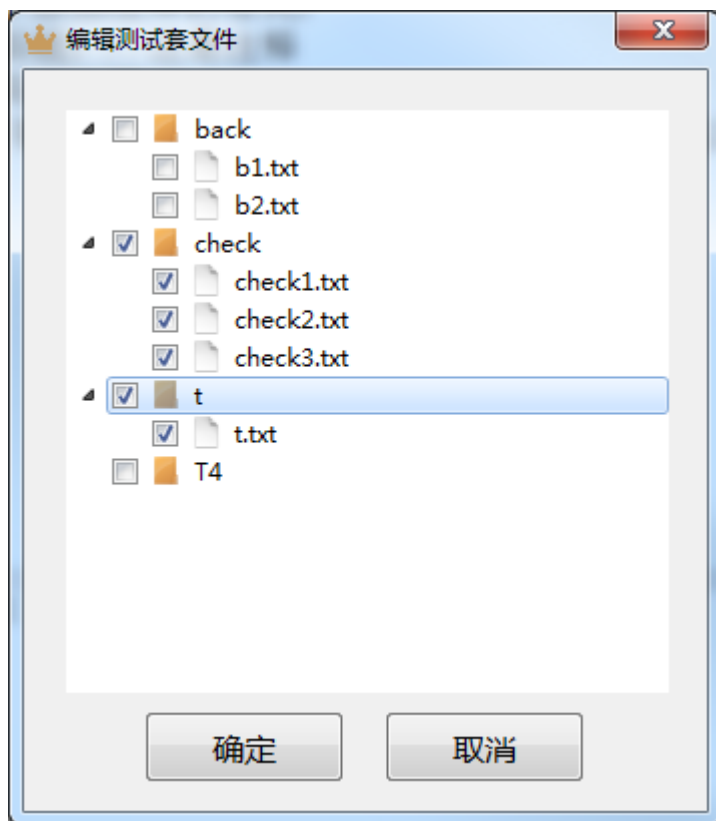 编辑测试套文件
back
b1.txt
b2.txt
check
check1.txt
check2.txt
check3.txt
t
t.txt
T4
确定
取消